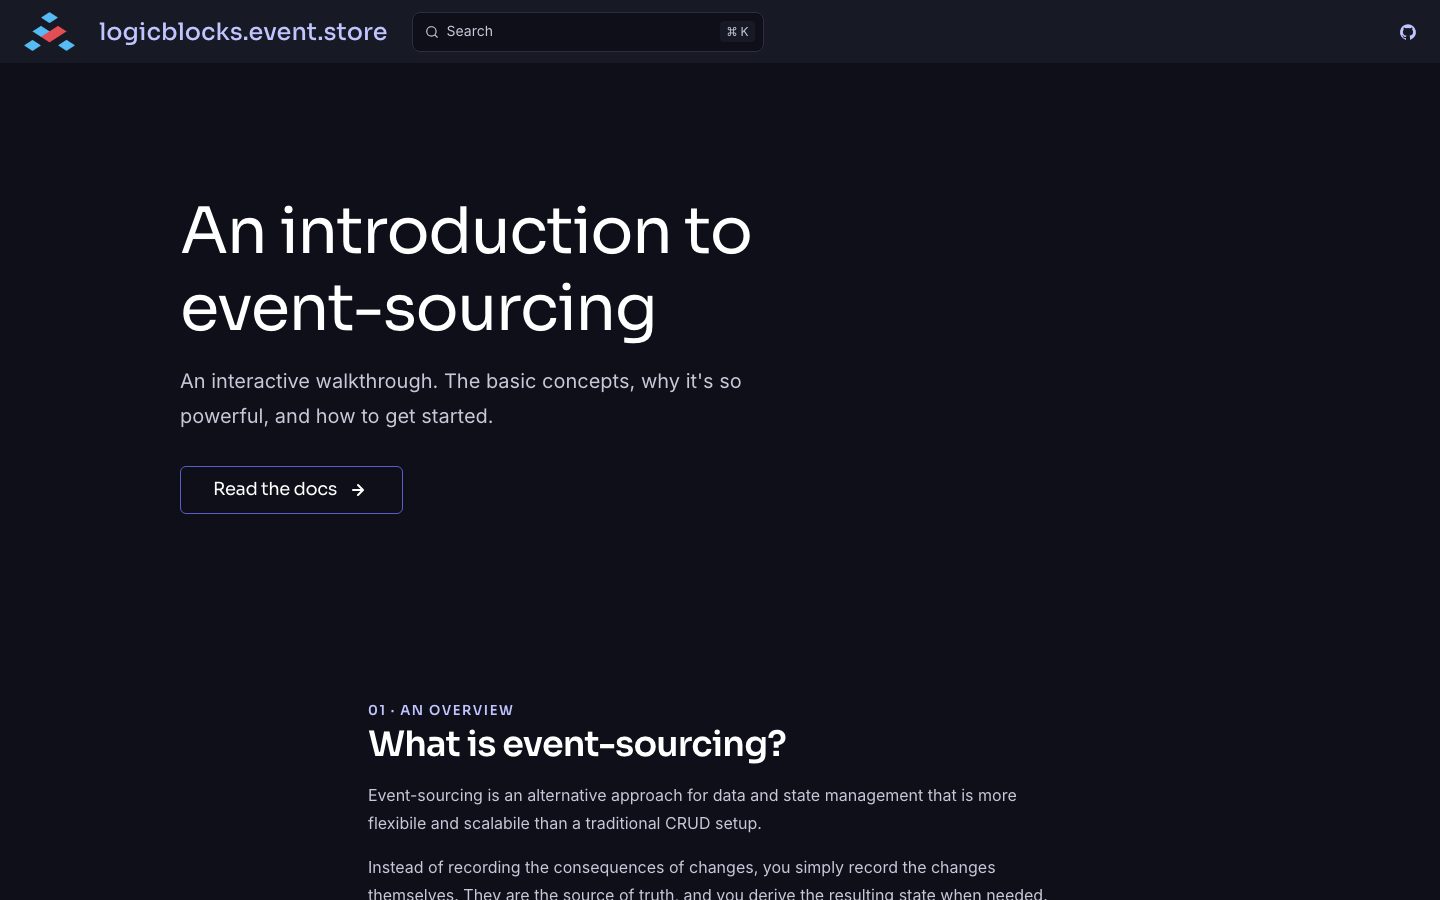 logicblocks.event.store
Search
⌘ K
An introduction to
event-sourcing
An interactive walkthrough. The basic concepts, why it's so
powerful, and how to get started.
Read the docs →
01 · AN OVERVIEW
What is event-sourcing?
Event-sourcing is an alternative approach for data and state management that is more
flexibile and scalabile than a traditional CRUD setup.
Instead of recording the consequences of changes, you simply record the changes
themselves. They are the source of truth, and you derive the resulting state when needed.